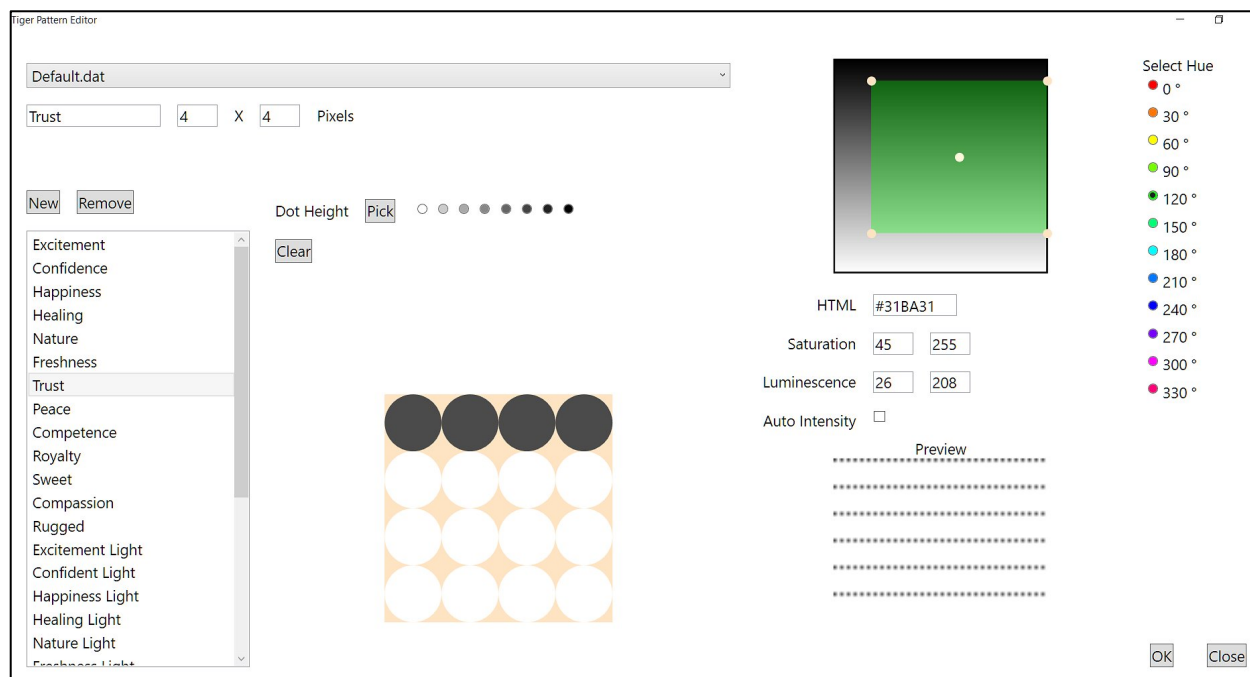 Tiger Pattern Editor
Default.dat
Trust 4 X 4 Pixels
New Remove
Dot Height Pick
Clear
Excitement
Confidence
Happiness
Healing
Nature
Freshness
Trust
Peace
Competence
Royalty
Sweet
Compassion
Rugged
Excitement Light
Confident Light
Happiness Light
Healing Light
Nature Light
Freshness Light
HTML #31BA31
Saturation 45 255
Luminescence 26 208
Auto Intensity
Preview
Select Hue
0 °
30 °
60 °
90 °
120 °
150 °
180 °
210 °
240 °
270 °
300 °
330 °
OK Close